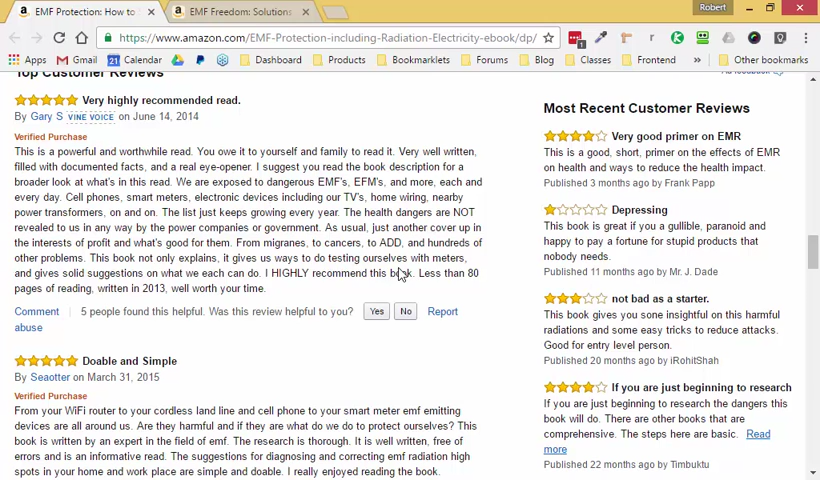 EMF Protection: How to
EMF Freedom: Solutions
Robert
https://www.amazon.com/EMF-Protection-including-Radiation-Electricity-ebook/dp/
Apps Gmail Calendar Dashboard Products Bookmarklets Forums Blog Classes Frontend Other bookmarks
Top Customer Reviews
Very highly recommended read.
By Gary S VINE VOICE on June 14, 2014
Verified Purchase
This is a powerful and worthwhile read. You owe it to yourself and family to read it. Very well written,
filled with documented facts, and a real eye-opener. I suggest you read the book description for a
broader look at what's in this read. We are exposed to dangerous EMF's, EFM's, and more, each and
every day. Cell phones, smart meters, electronic devices including our TV's, home wiring, nearby
power transformers, on and on. The list just keeps growing every year. The health dangers are NOT
revealed to us in any way by the power companies or government. As usual, just another cover up in
the interests of profit and what's good for them. From migranes, to cancers, to ADD, and hundreds of
other problems. This book not only explains, it gives us ways to do testing ourselves with meters,
and gives solid suggestions on what we each can do. I HIGHLY recommend this book. Less than 80
pages of reading, written in 2013, well worth your time.
Comment 5 people found this helpful. Was this review helpful to you? Yes No Report
abuse
Doable and Simple
By Seaotter on March 31, 2015
Verified Purchase
From your WiFi router to your cordless land line and cell phone to your smart meter emf emitting
devices are all around us. Are they harmful and if they are what do we do to protect ourselves? This
book is written by an expert in the field of emf. The research is thorough. It is well written, free of
errors and is an informative read. The suggestions for diagnosing and correcting emf radiation high
spots in your home and work place are simple and doable. I really enjoyed reading the book.
Ad feedback
Most Recent Customer Reviews
Very good primer on EMR
This is a good, short, primer on the effects of EMR
on health and ways to reduce the health impact.
Published 3 months ago by Frank Papp
Depressing
This book is great if you a gullible, paranoid and
happy to pay a fortune for stupid products that
nobody needs.
Published 11 months ago by Mr. J. Dade
not bad as a starter.
This book gives you sone insightful on this harmful
radiations and some easy tricks to reduce attacks.
Good for entry level person.
Published 20 months ago by iRohitShah
If you are just beginning to research
If you are just beginning to research the dangers this
book will do. There are other books that are
comprehensive. The steps here are basic. Read
more
Published 22 months ago by Timbuktu